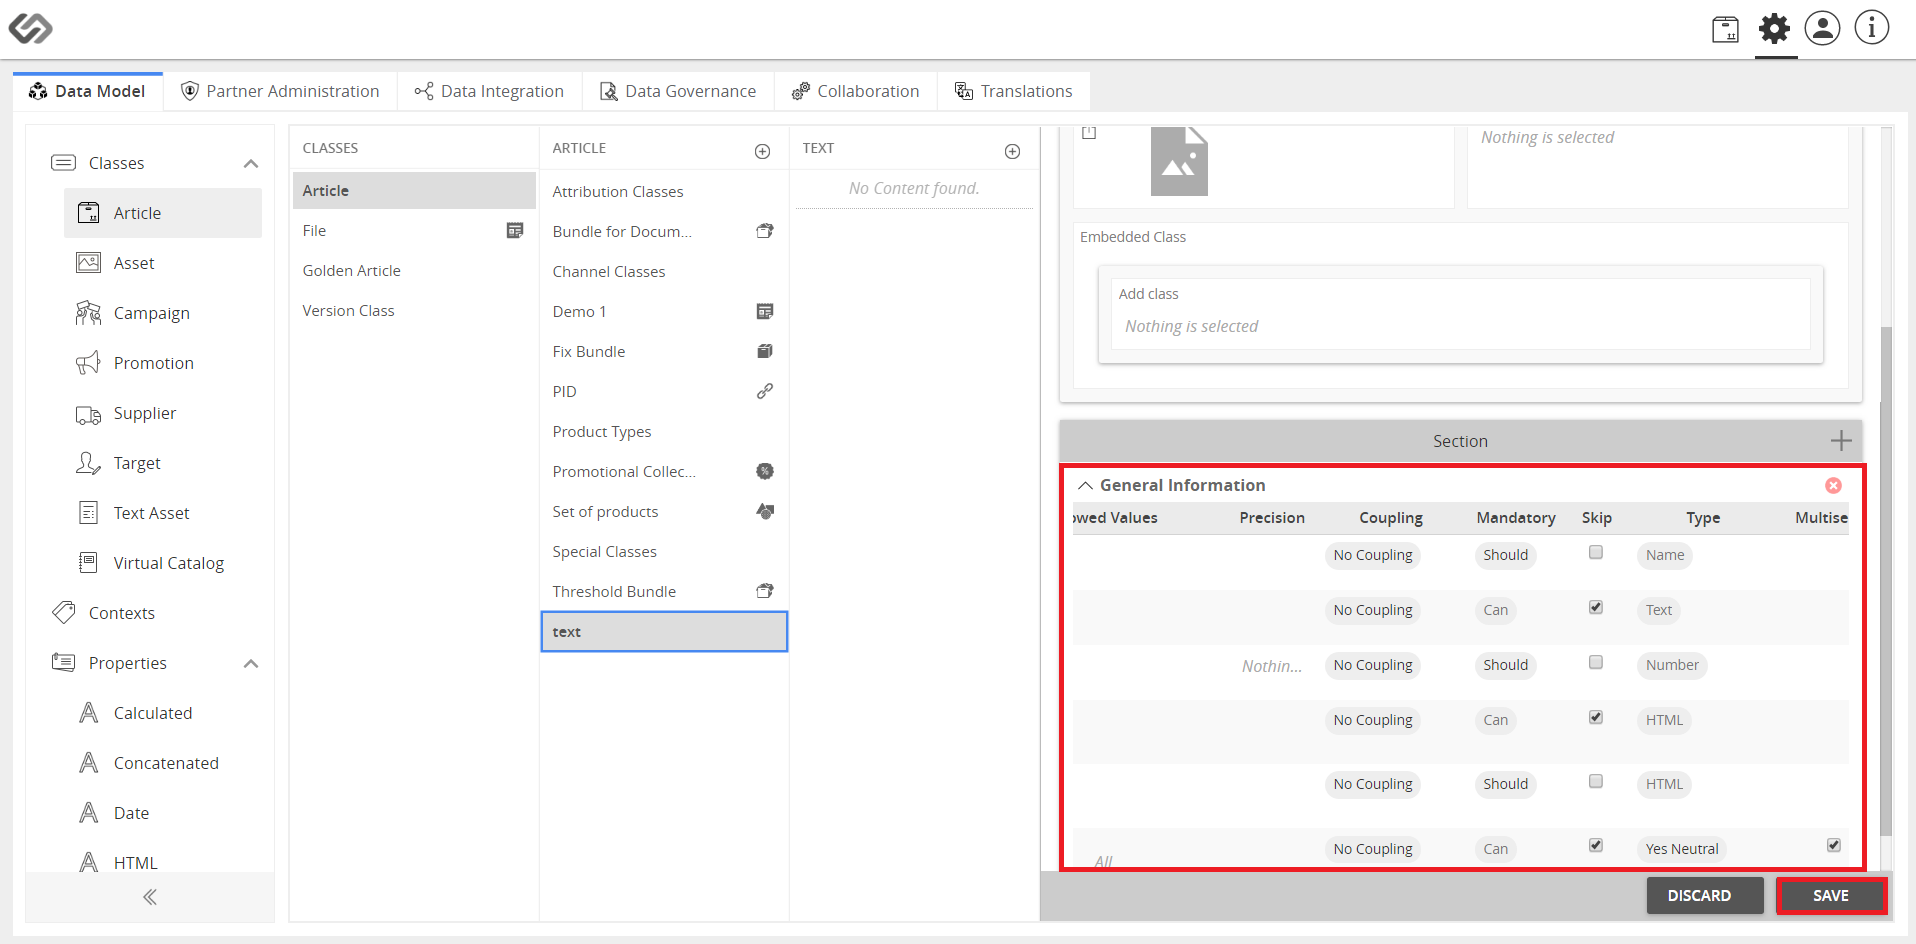 Data Model
Partner Administration
Data Integration
Data Governance
Collaboration
Translations
Classes
Article
Asset
Campaign
Promotion
Supplier
Target
Text Asset
Virtual Catalog
Contexts
Properties
Calculated
Concatenated
Date
HTML
CLASSES
Article
File
Golden Article
Version Class
ARTICLE
Attribution Classes
Bundle for Docum...
Channel Classes
Demo 1
Fix Bundle
PID
Product Types
Promotional Collec...
Set of products
Special Classes
Threshold Bundle
text
TEXT
No Content found.
Nothing is selected
Embedded Class
Add class
Nothing is selected
Section
General Information
owed Values Precision Coupling Mandatory Skip Type Multise
No Coupling Should Name
No Coupling Can Text
Nothin... No Coupling Should Number
No Coupling Can HTML
No Coupling Should HTML
All No Coupling Can Yes Neutral
DISCARD SAVE